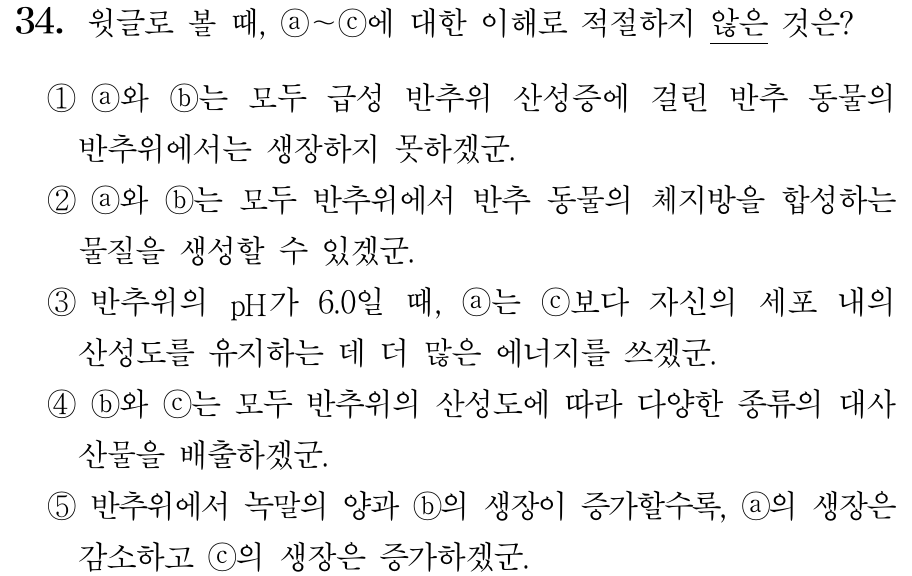 34. 윗글로 볼 때, ⓐ~ⓒ에 대한 이해로 적절하지 않은 것은?
① ⓐ와 ⓑ는 모두 급성 반추위 산성증에 걸린 반추 동물의
반추위에서는 생장하지 못하겠군.
② ⓐ와 ⓑ는 모두 반추위에서 반추 동물의 체지방을 합성하는
물질을 생성할 수 있겠군.
③ 반추위의 pH가 6.0일 때, ⓐ는 ⓒ보다 자신의 세포 내의
산성도를 유지하는 데 더 많은 에너지를 쓰겠군.
④ ⓑ와 ⓒ는 모두 반추위의 산성도에 따라 다양한 종류의 대사
산물을 배출하겠군.
⑤ 반추위에서 녹말의 양과 ⓑ의 생장이 증가할수록, ⓐ의 생장은
감소하고 ⓒ의 생장은 증가하겠군.